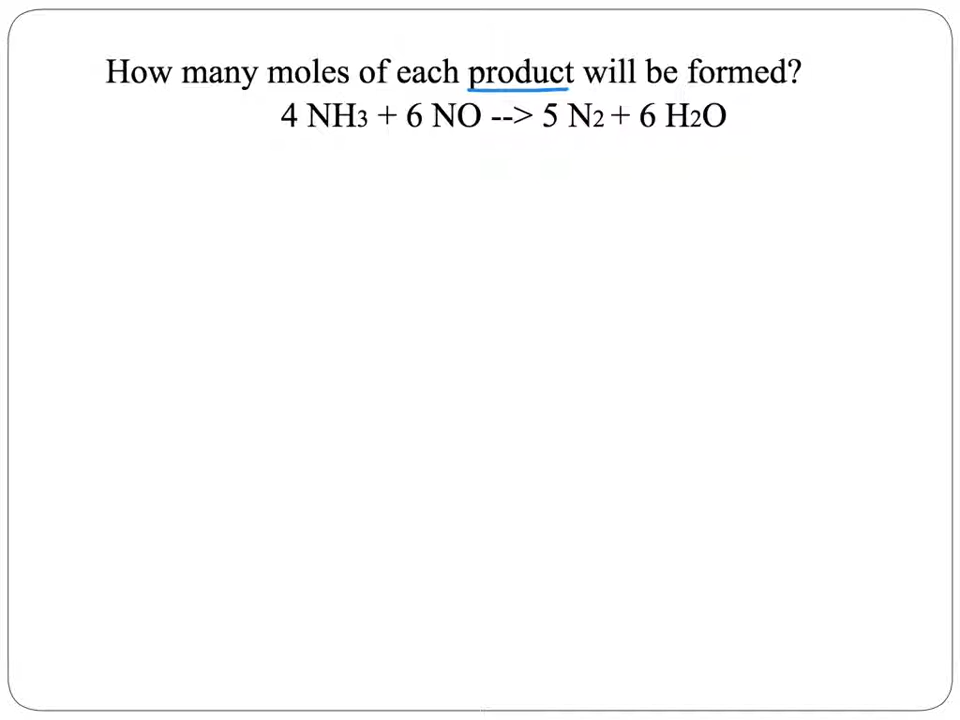 How many moles of each product will be formed?
4 NH3 + 6 NO --> 5 N2 + 6 H2O